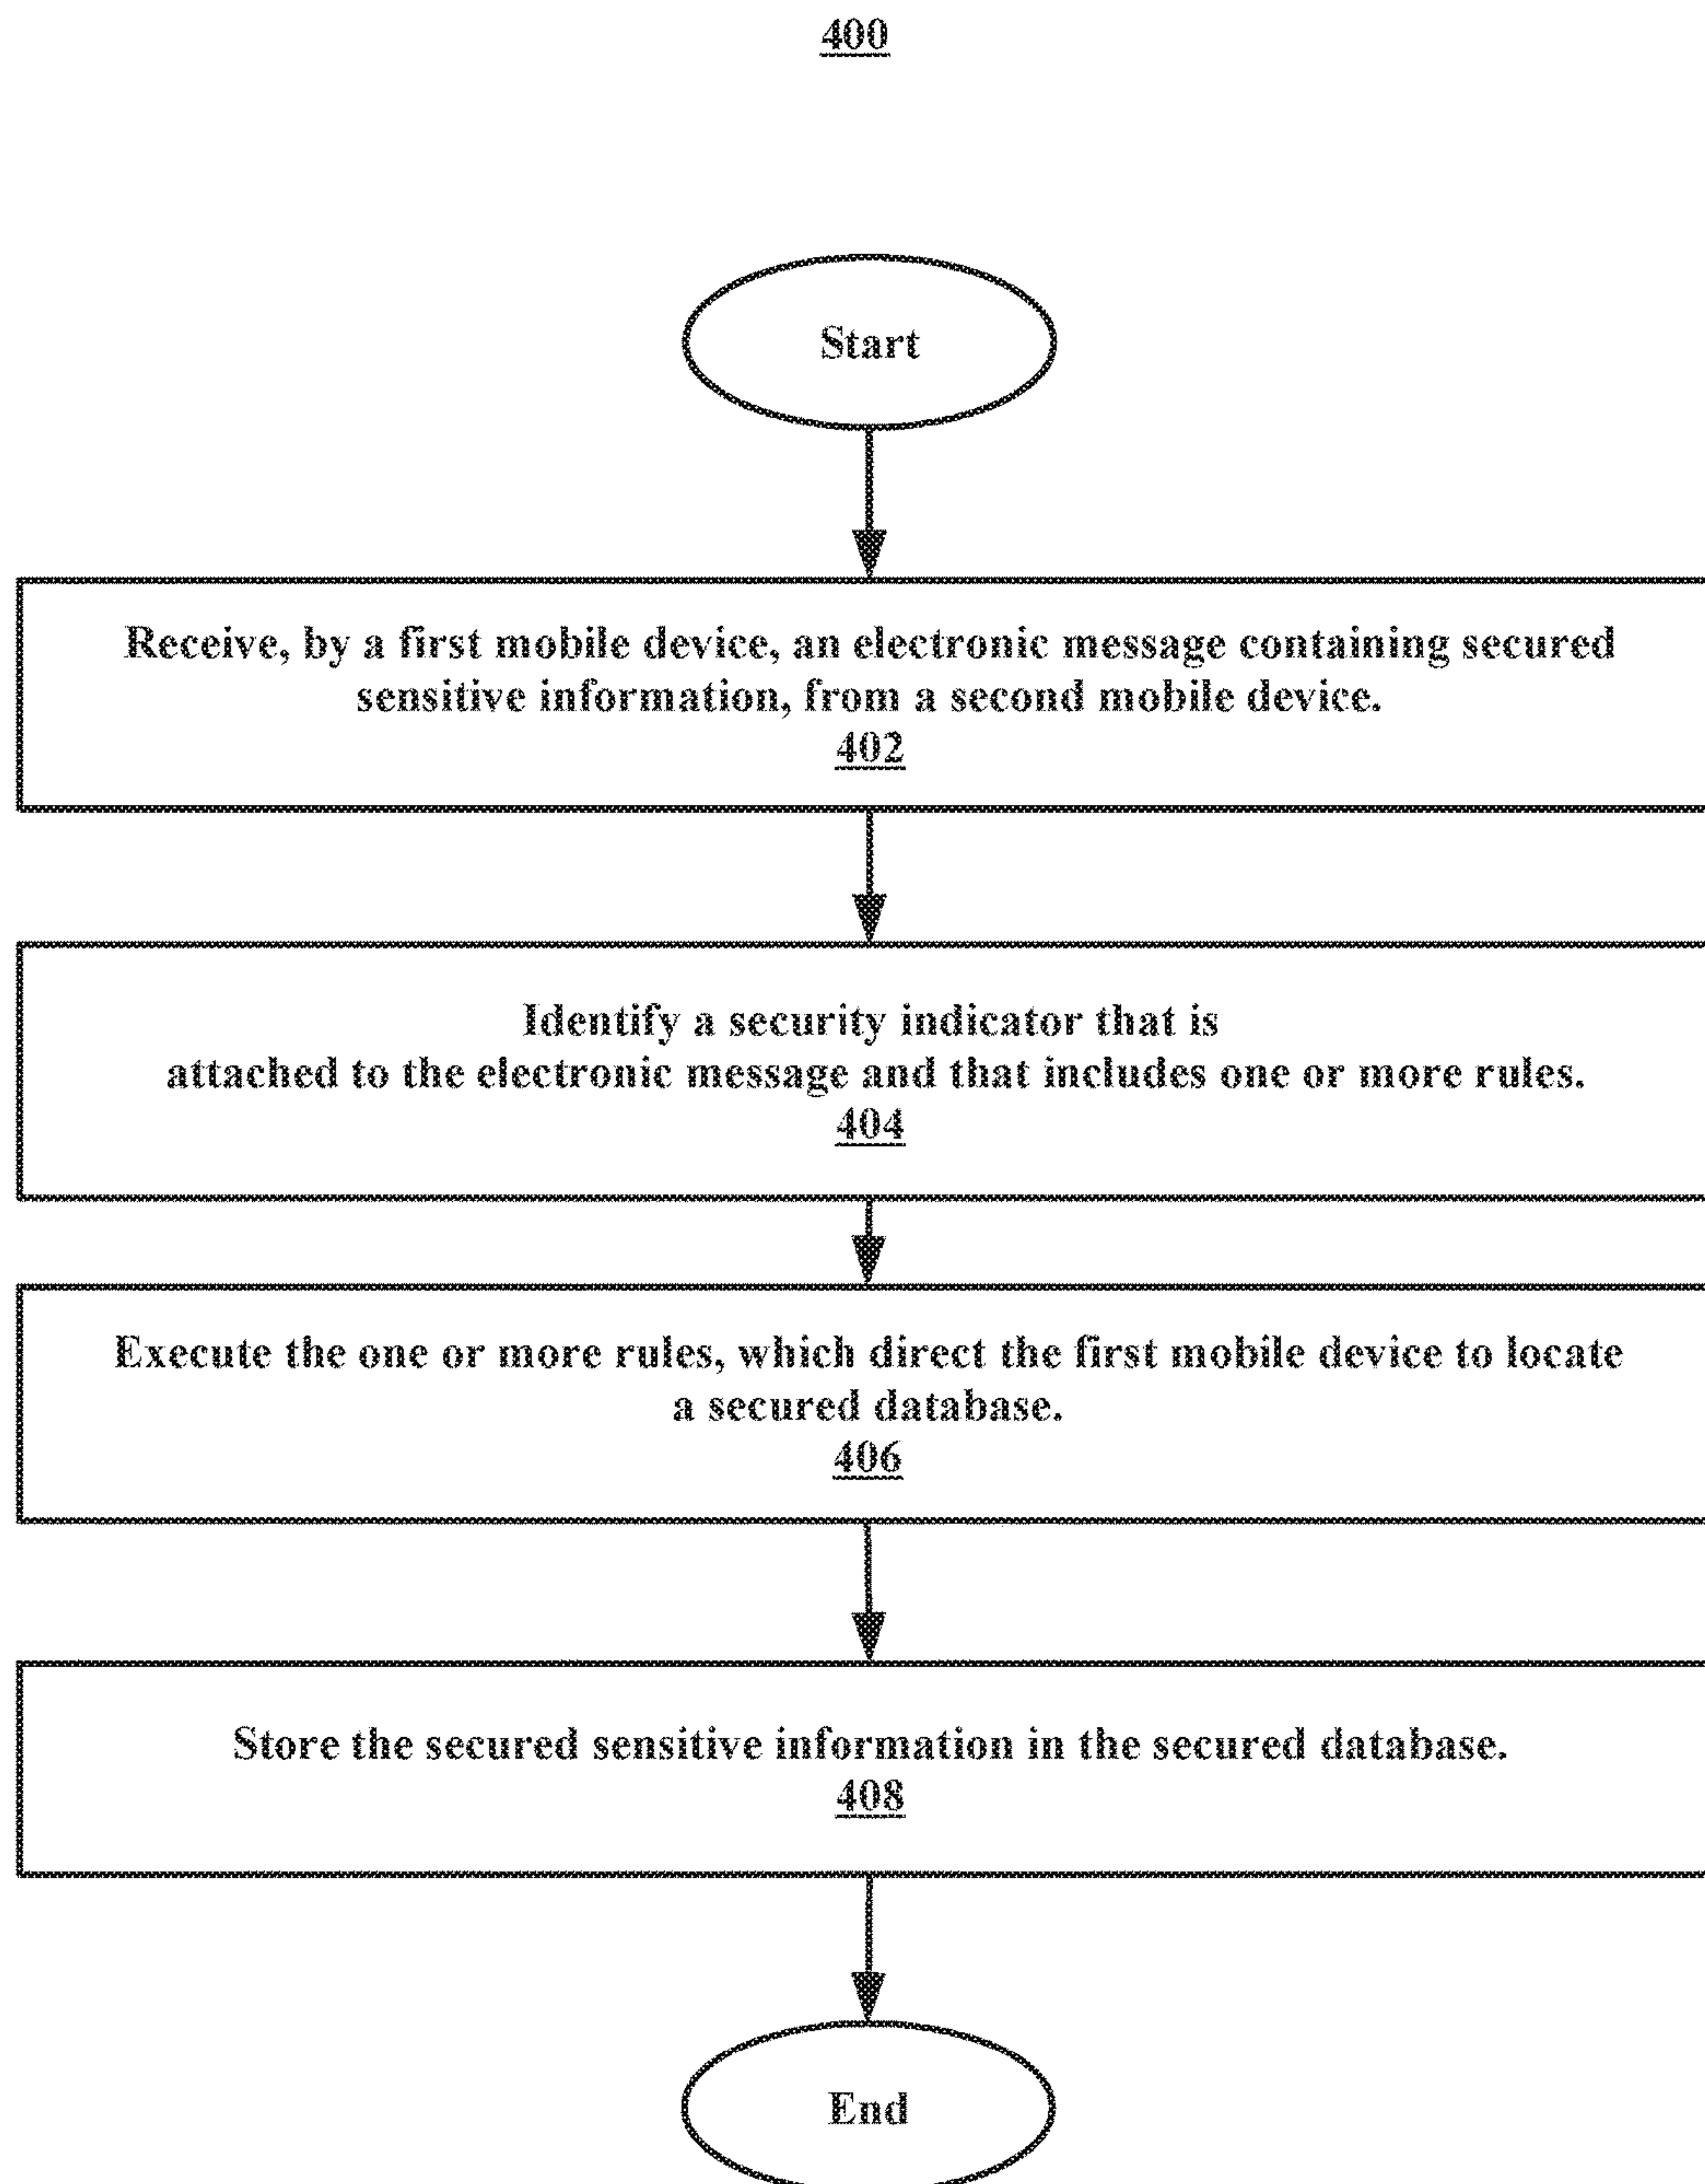 400
Start
Receive, by a first mobile device, an electronic message containing secured
sensitive information, from a second mobile device.
402
Identify a security indicator that is
attached to the electronic message and that includes one or more rules.
404
Execute the one or more rules, which direct the first mobile device to locate
a secured database.
406
Store the secured sensitive information in the secured database.
408
End